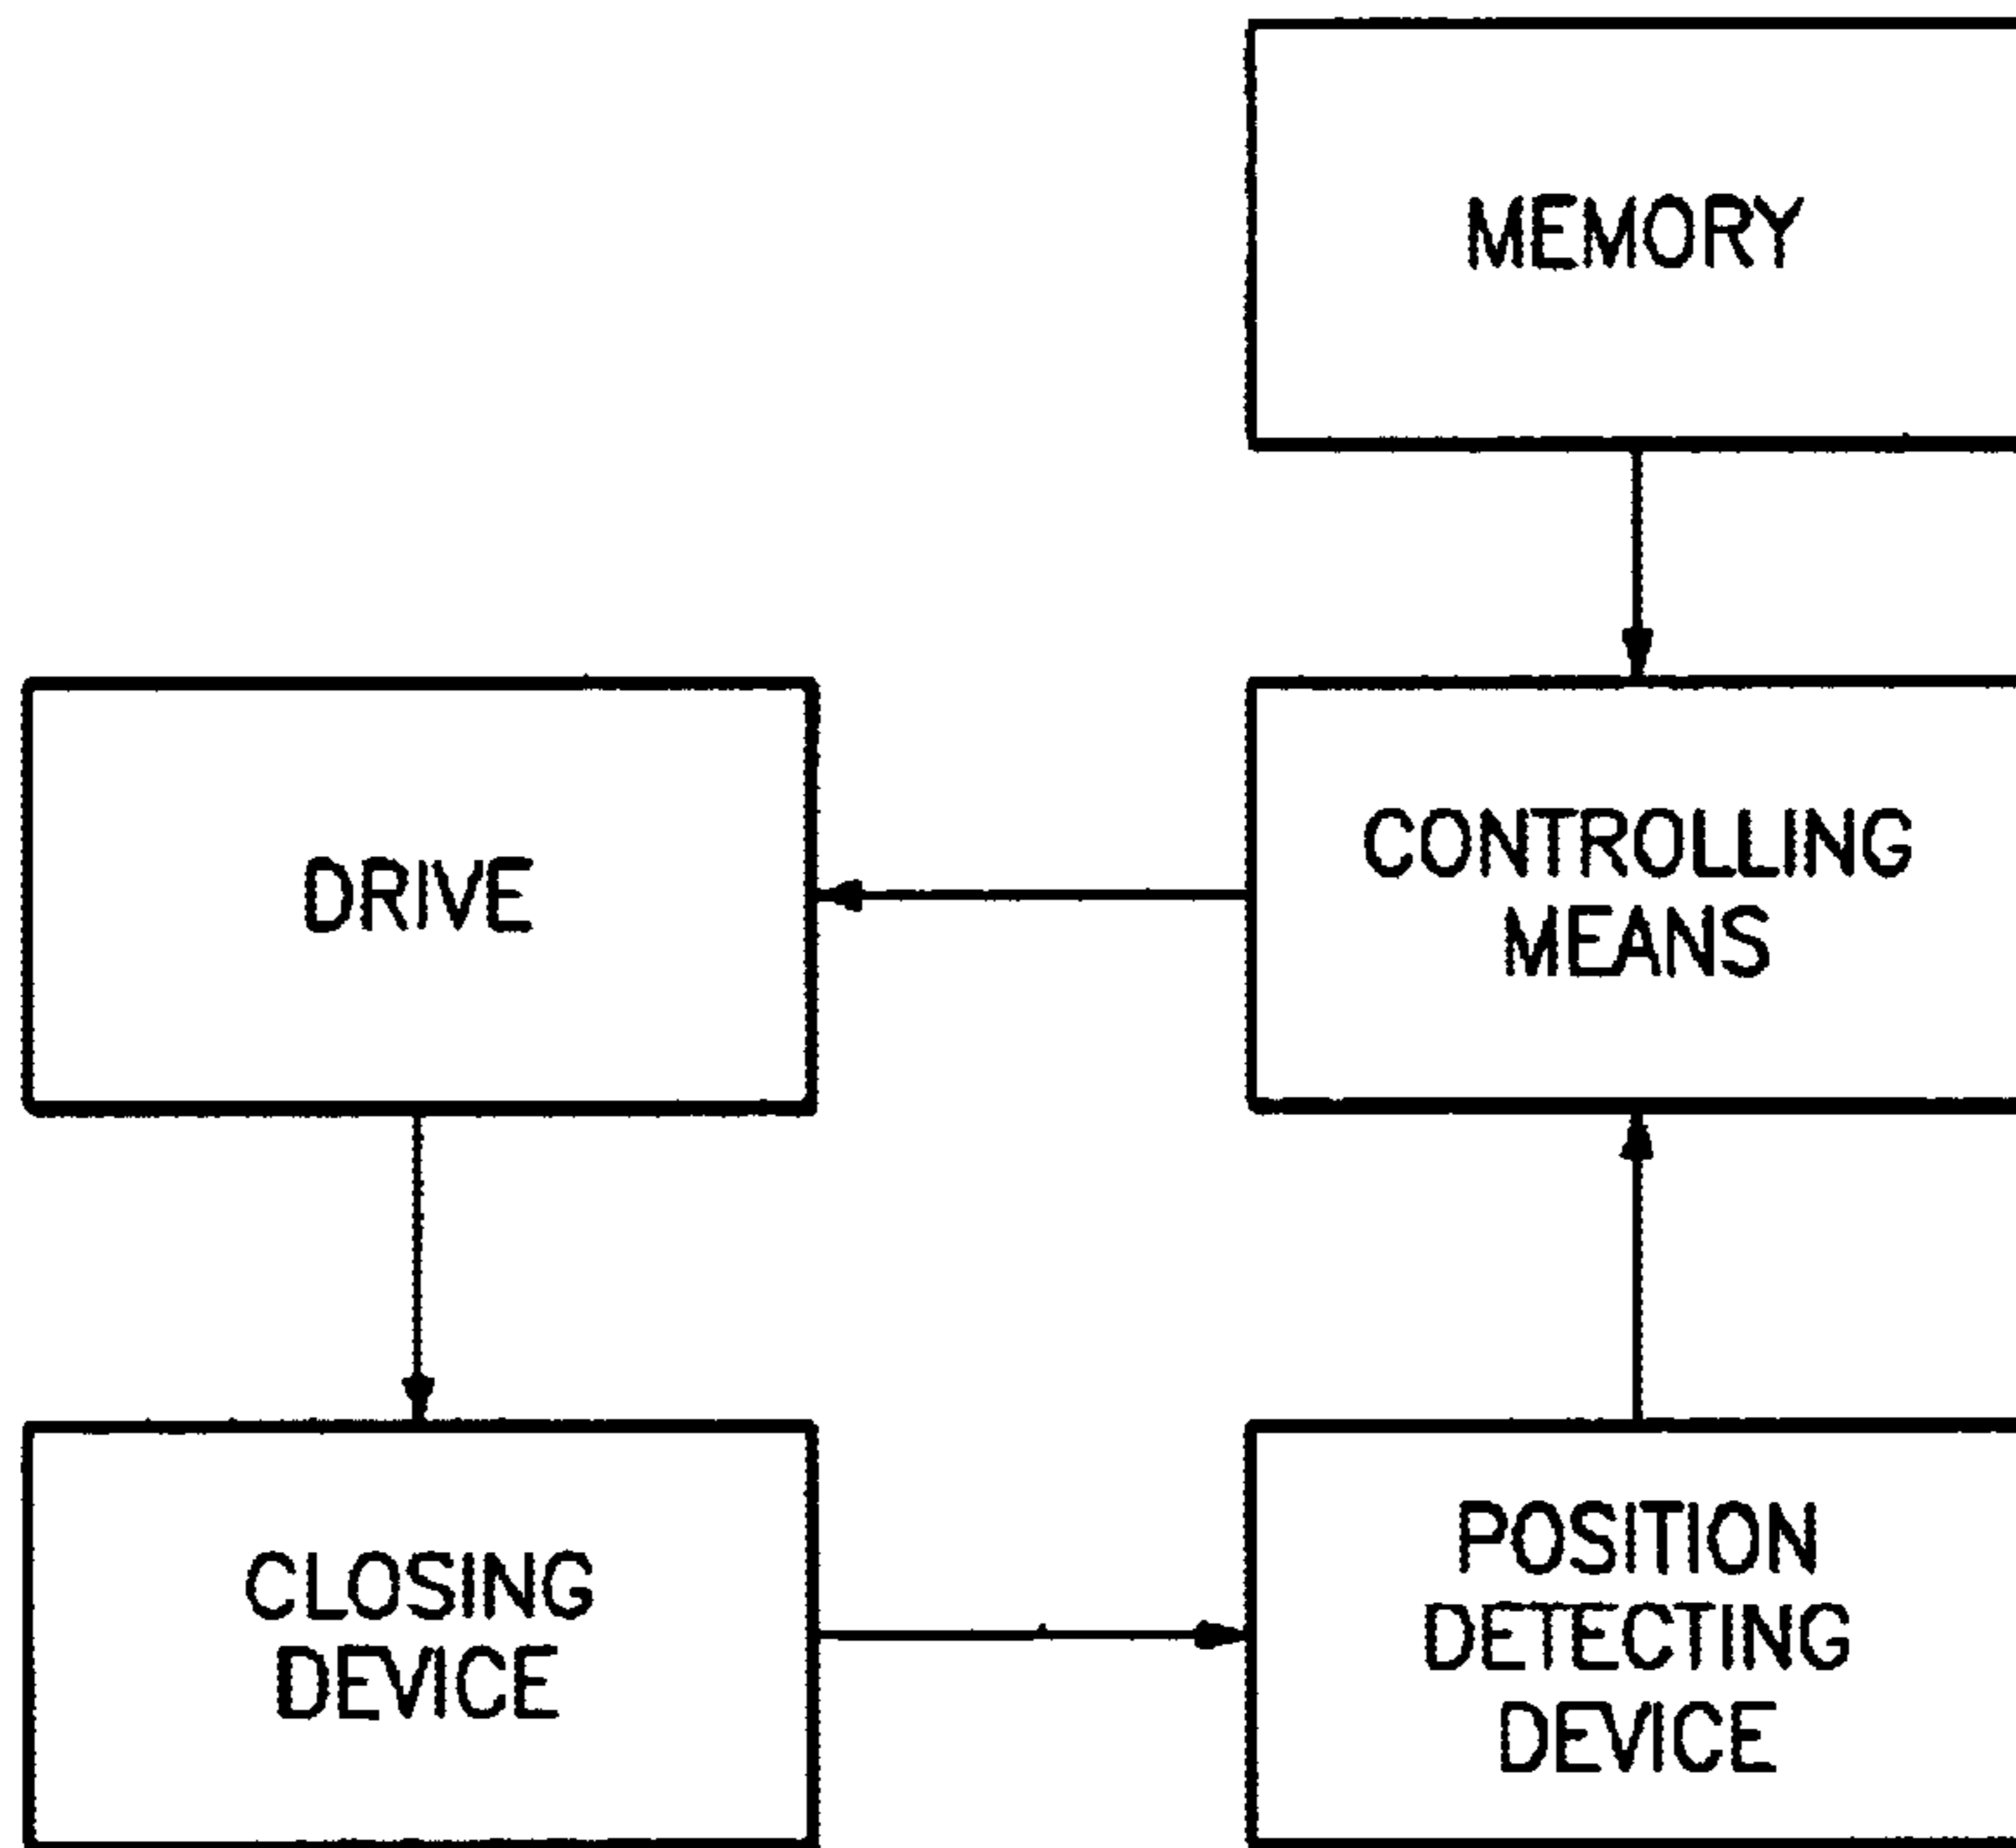 MEMORY
DRIVE
CONTROLLING
MEANS
CLOSING
DEVICE
POSITION
DETECTING
DEVICE